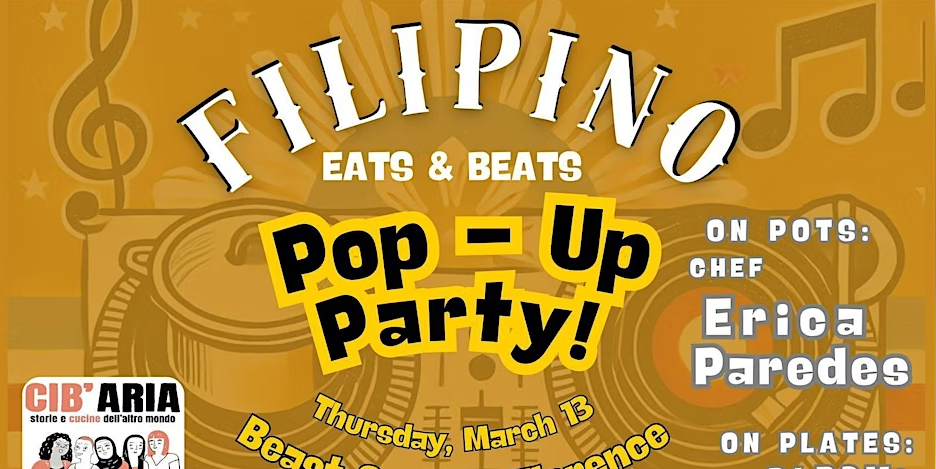 FILIPINO
EATS & BEATS
Pop - Up
Party!
ON POTS:
CHEF
Erica
Paredes
CIB'ARIA
storie e cucine dell'altro mondo
Thursday, March 13
ON PLATES: